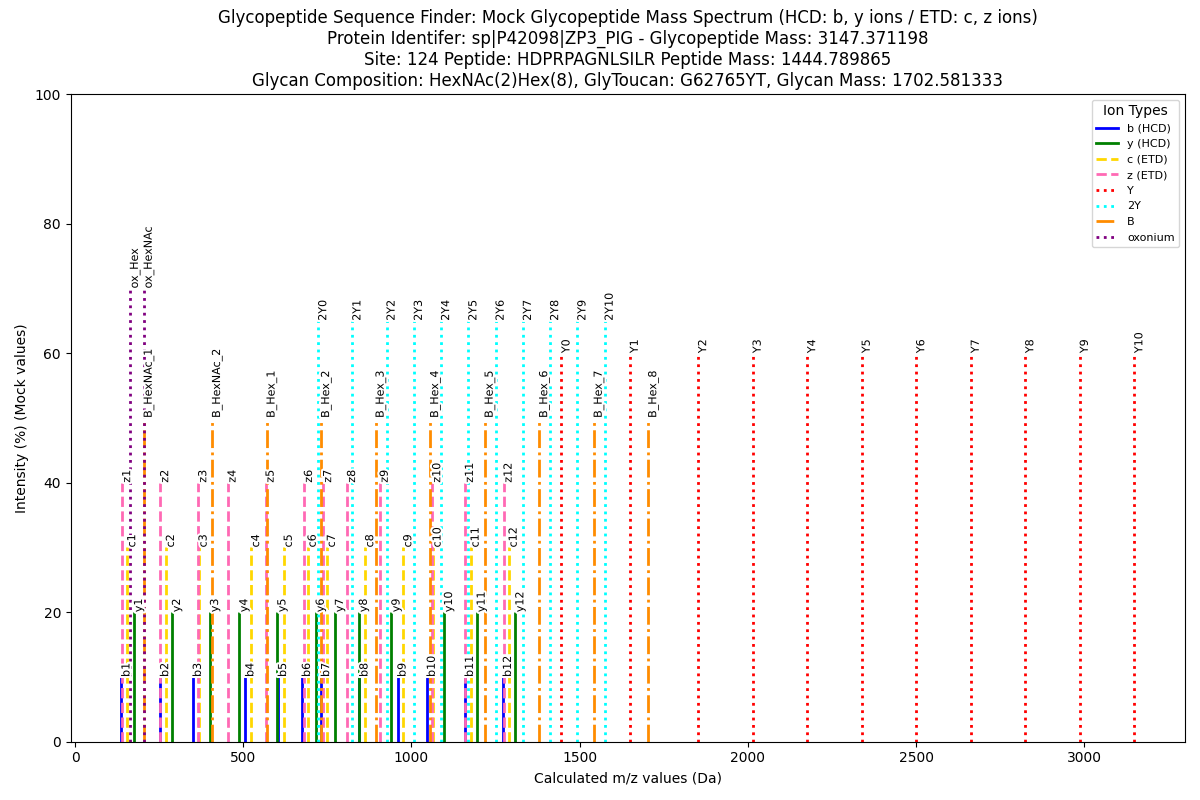 Glycopeptide Sequence Finder: Mock Glycopeptide Mass Spectrum (HCD: b, y ions / ETD: c, z ions)
Protein Identifer: sp|P42098|ZP3_PIG - Glycopeptide Mass: 3147.371198
Site: 124 Peptide: HDPRPAGNLSILR Peptide Mass: 1444.789865
Glycan Composition: HexNAc(2)Hex(8), GlyToucan: G62765YT, Glycan Mass: 1702.581333
Intensity (%) (Mock values)
100
80
60
40
20
0
Ion Types
b (HCD)
y (HCD)
c (ETD)
z (ETD)
Y
2Y
B
oxonium
ox_Hex
ox_HexNAc
2Y0
2Y1
2Y2
2Y3
2Y4
2Y5
2Y6
2Y7
2Y8
2Y9
2Y10
Y0
Y1
Y2
Y3
Y4
Y5
Y6
Y7
Y8
Y9
Y10
B_HexNAc_1
B_HexNAc_2
B_Hex_1
B_Hex_2
B_Hex_3
B_Hex_4
B_Hex_5
B_Hex_6
B_Hex_7
B_Hex_8
z1
z2
z3
z4
z5
z6
z7
z8
z9
z10
z11
z12
c1
c2
c3
c4
c5
c6
c7
c8
c9
c10
c11
c12
y1
y2
y3
y4
y5
y6
y7
y8
y9
y10
y11
y12
b1
b2
b3
b4
b5
b6
b7
b8
b9
b10
b11
b12
0
500
1000
1500
2000
2500
3000
Calculated m/z values (Da)